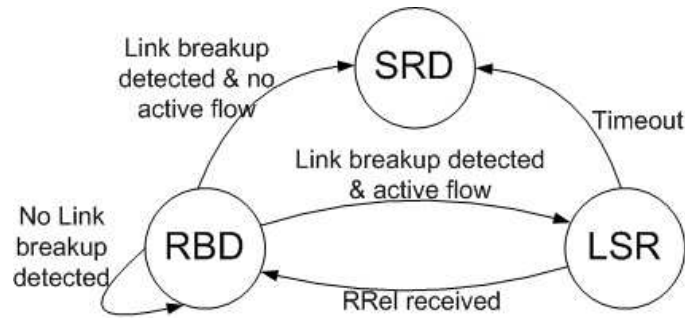 Link breakup
detected & no
active flow
SRD
Timeout
Link breakup detected
& active flow
No Link
breakup
detected
RBD
LSR
RRel received